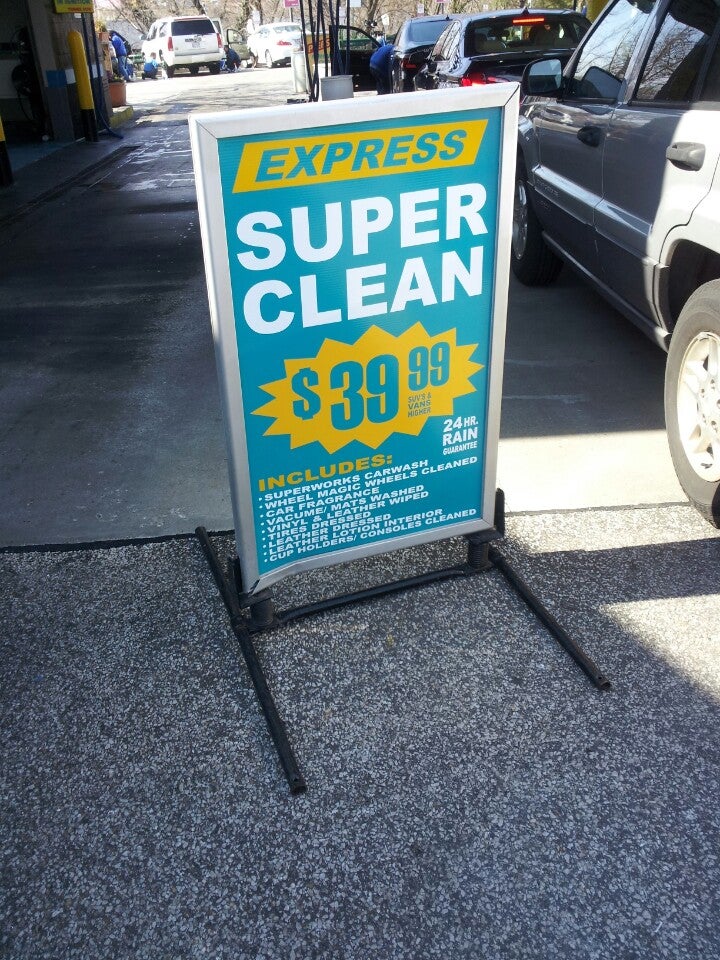 EXPRESS
SUPER
CLEAN
$39 99
SUV'S &
VANS
HIGHER
24 HR.
RAIN
GUARANTEE
INCLUDES:
• SUPERWORKS CARWASH
• WHEEL MAGIC WHEELS CLEANED
• CAR FRAGRANCE
• VACUME/ MATS WASHED
• VINYL & LEATHER WIPED
• TIRES DRESSED
• LEATHER DRESSED
• LEATHER LOTION INTERIOR
• CUP HOLDERS/ CONSOLES CLEANED